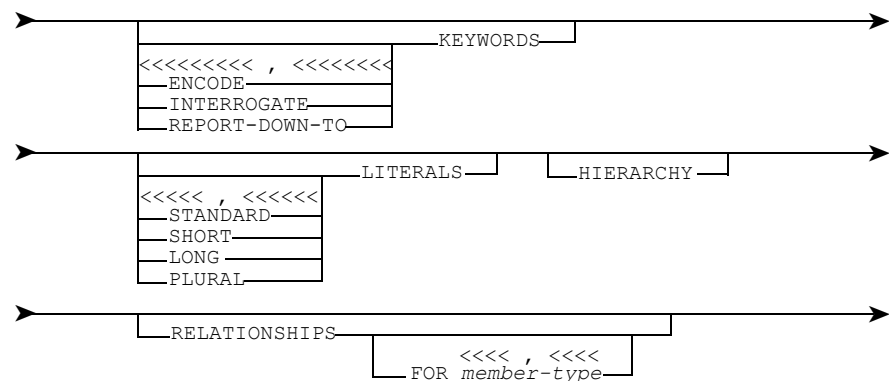 KEYWORDS
<<<<<<<<< , <<<<<<<<
ENCODE
INTERROGATE
REPORT-DOWN-TO
LITERALS HIERARCHY
<<<<< , <<<<<<
STANDARD
SHORT
LONG
PLURAL
RELATIONSHIPS
<<<< , <<<<
FOR member-type